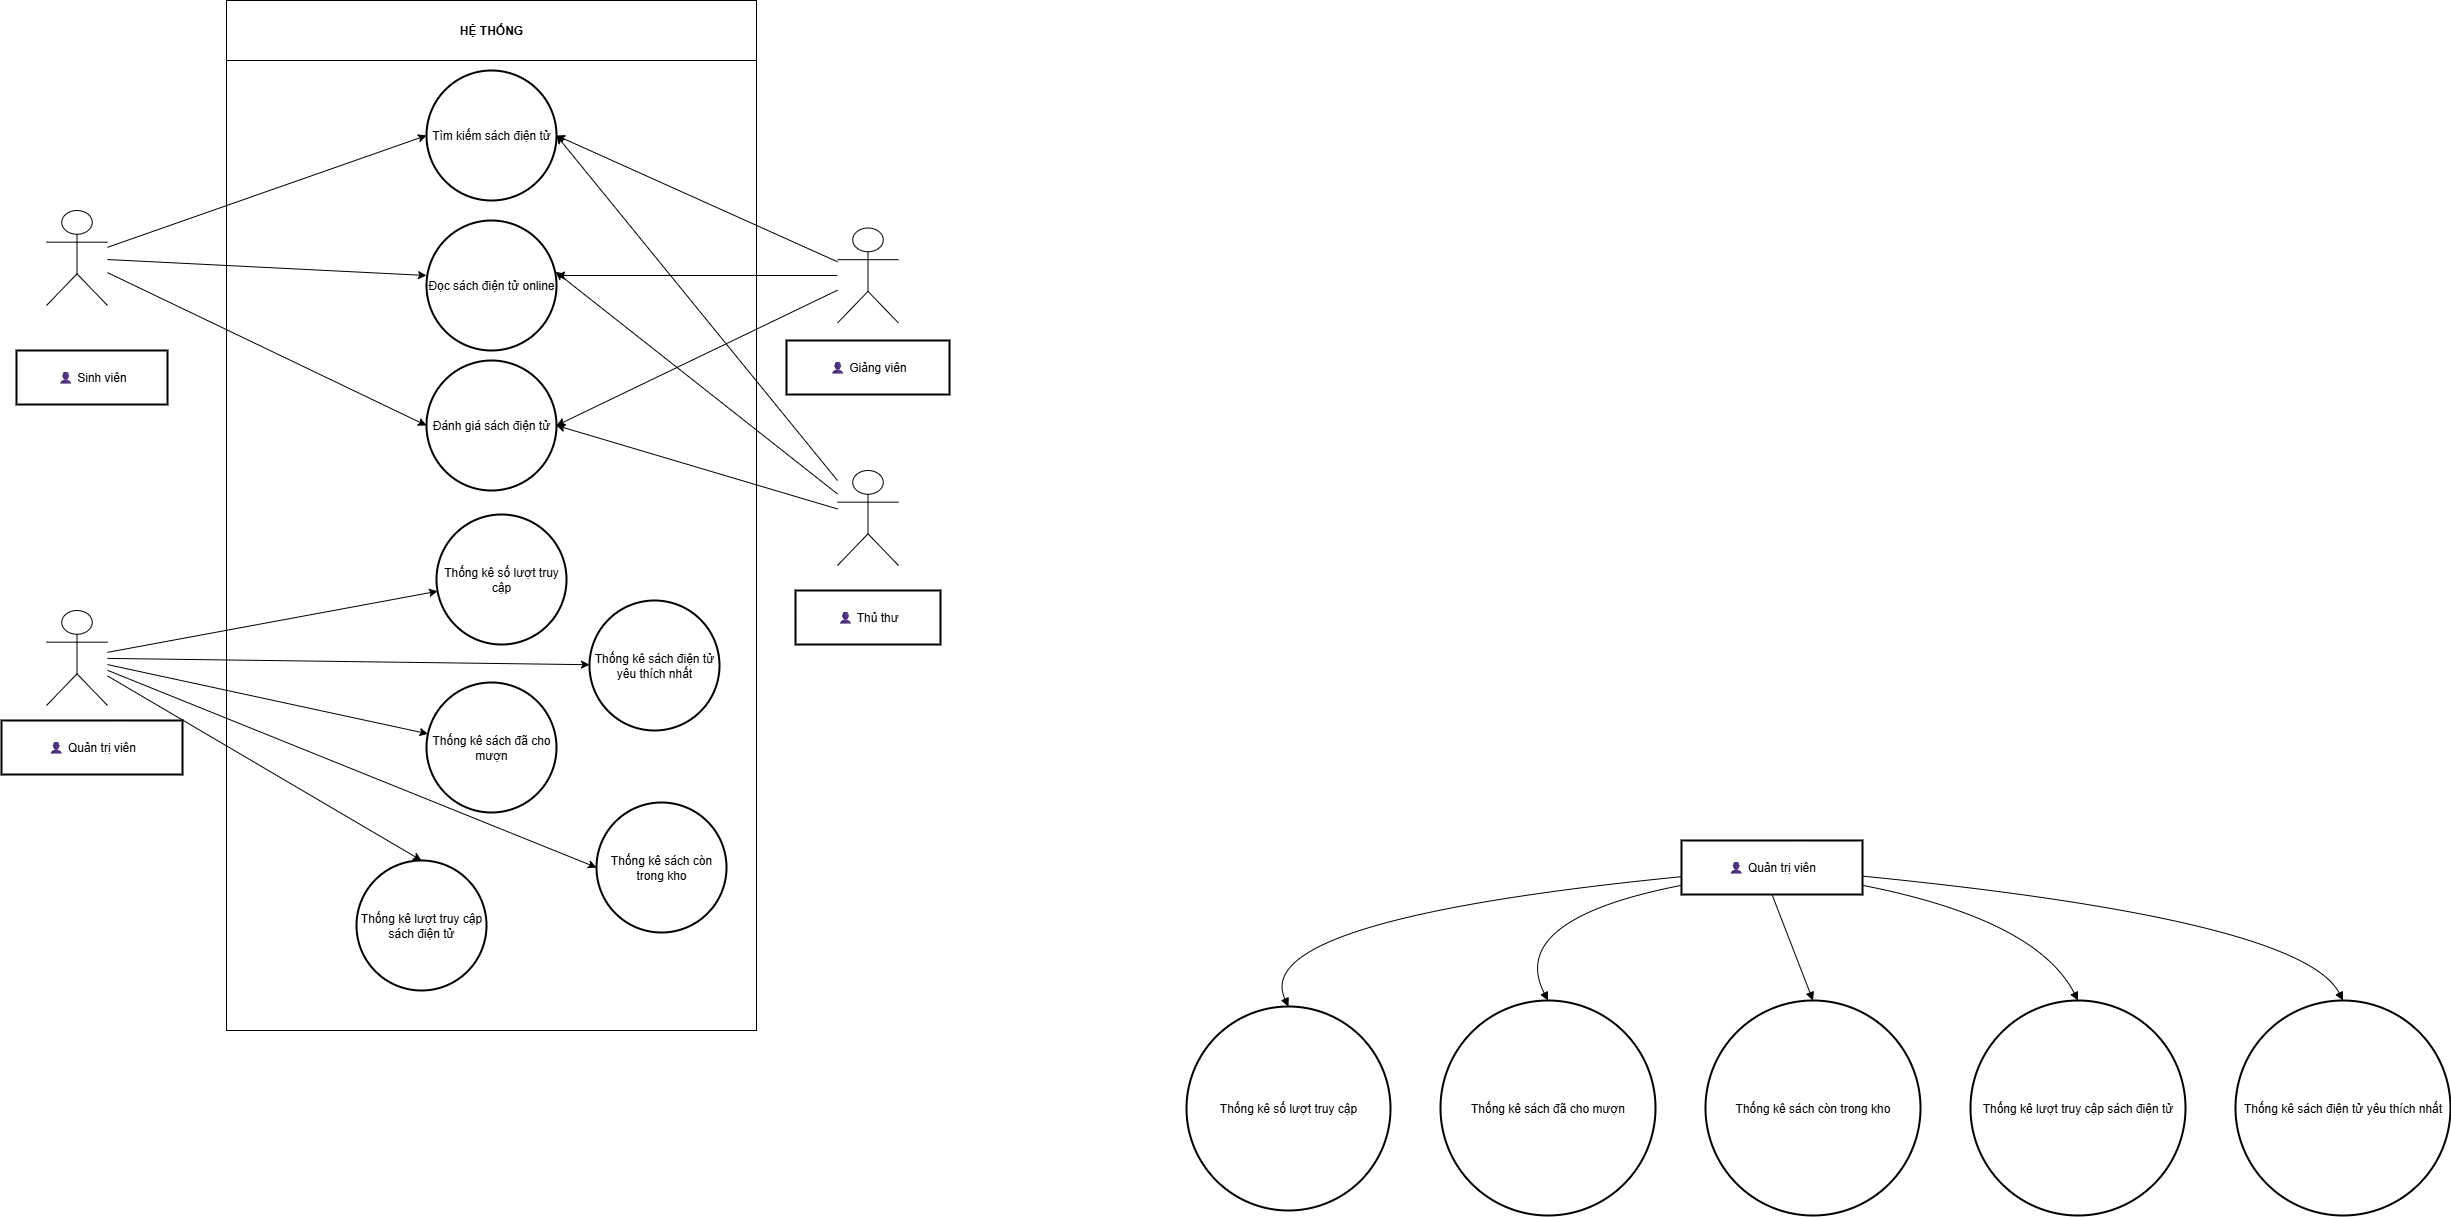 HỆ THỐNG
Tìm kiếm sách điện tử
Đọc sách điện tử online
Đánh giá sách điện tử
Sinh viên
Giảng viên
Thống kê số lượt truy
cập
Thủ thư
Thống kê sách điện tử
yêu thích nhất
Quản trị viên
Thống kê sách đã cho
mượn
Thống kê sách còn
trong kho
Thống kê lượt truy cập
sách điện tử
Quản trị viên
Thống kê số lượt truy cập
Thống kê sách đã cho mượn
Thống kê sách còn trong kho
Thống kê lượt truy cập sách điện tử
Thống kê sách điện tử yêu thích nhất